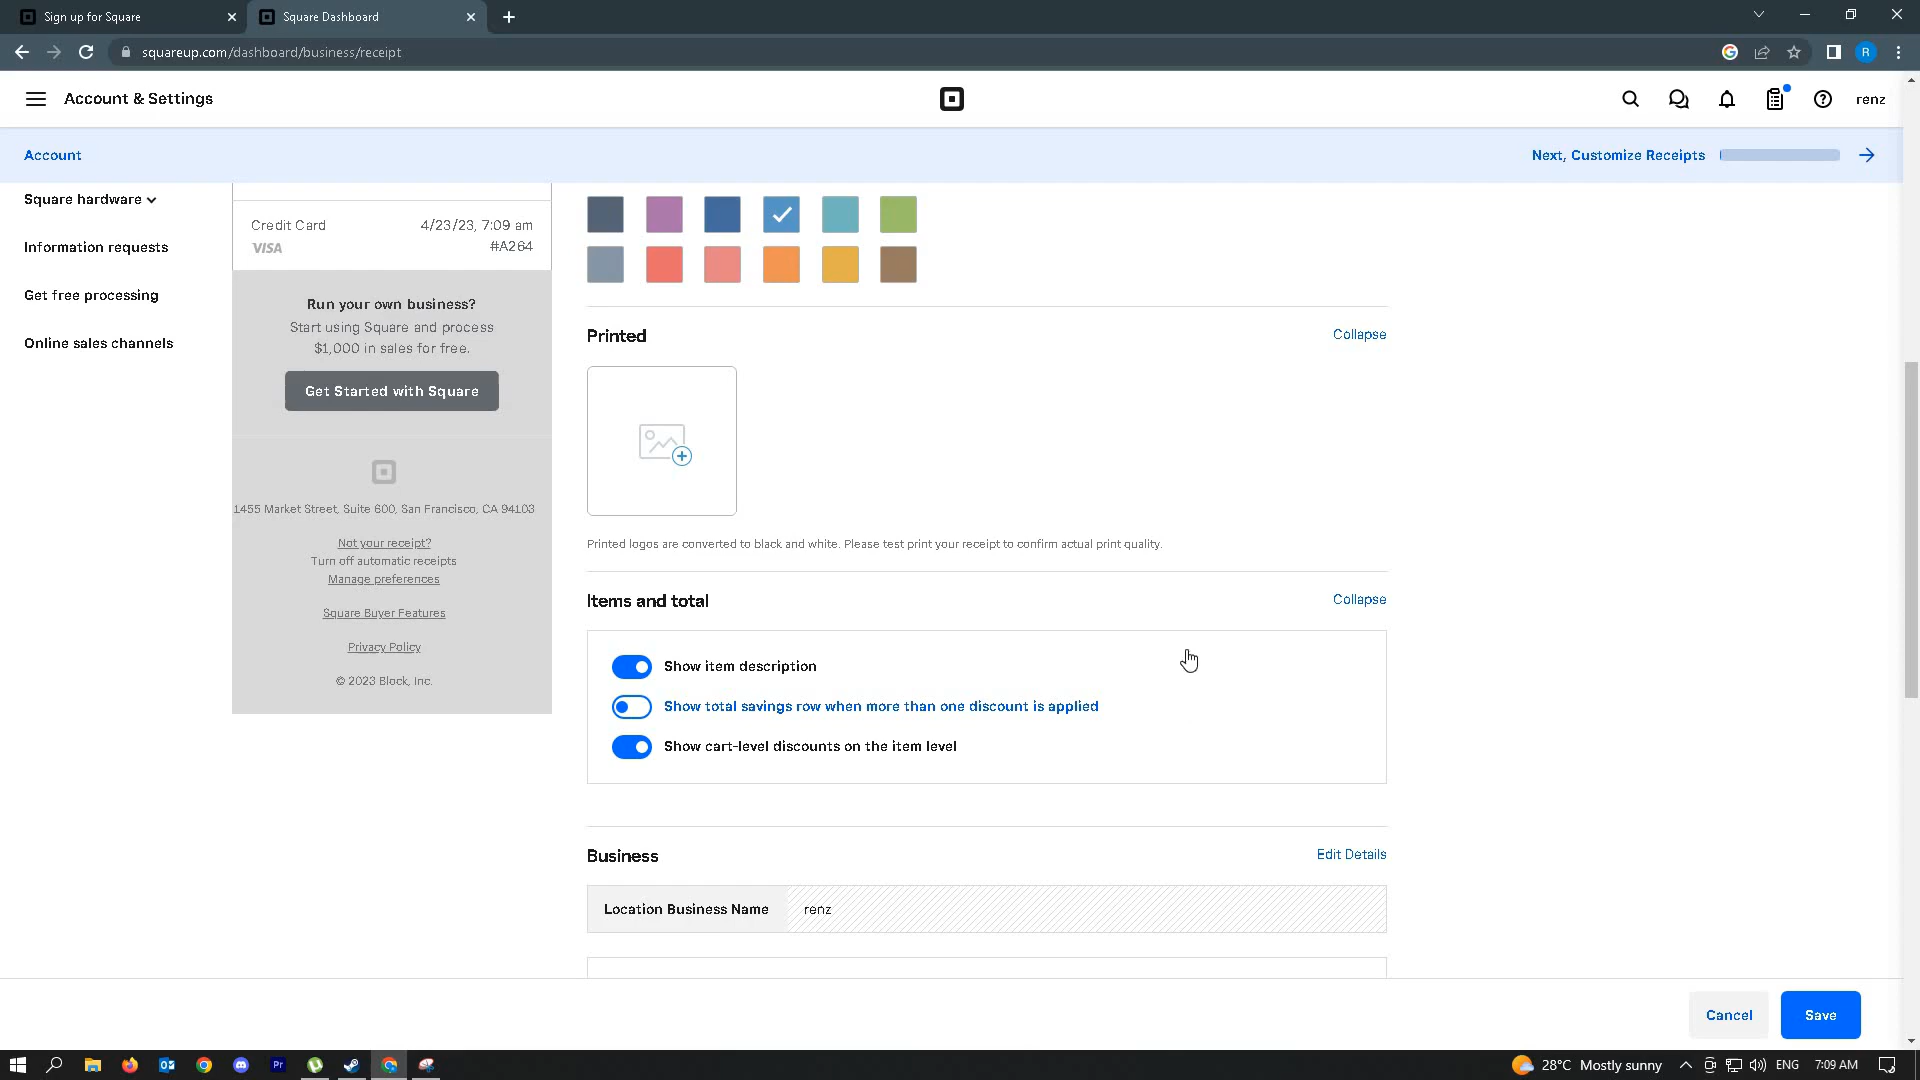 Sign up for Square
Square Dashboard
squareup.com/dashboard/business/receipt
R
Account & Settings
renz
Account
Next, Customize Receipts
Square hardware
Information requests
Get free processing
Online sales channels
Credit Card
4/23/23, 7:09 am
VISA
#A264
Run your own business?
Start using Square and process
$1,000 in sales for free.
Get Started with Square
1455 Market Street, Suite 600, San Francisco, CA 94103
Not your receipt?
Turn off automatic receipts
Manage preferences
Square Buyer Features
Privacy Policy
© 2023 Block, Inc.
Printed
Collapse
Printed logos are converted to black and white. Please test print your receipt to confirm actual print quality.
Items and total
Collapse
Show item description
Show total savings row when more than one discount is applied
Show cart-level discounts on the item level
Business
Edit Details
Location Business Name
renz
Cancel
Save
Pr
28°C Mostly sunny
ENG
7:09 AM